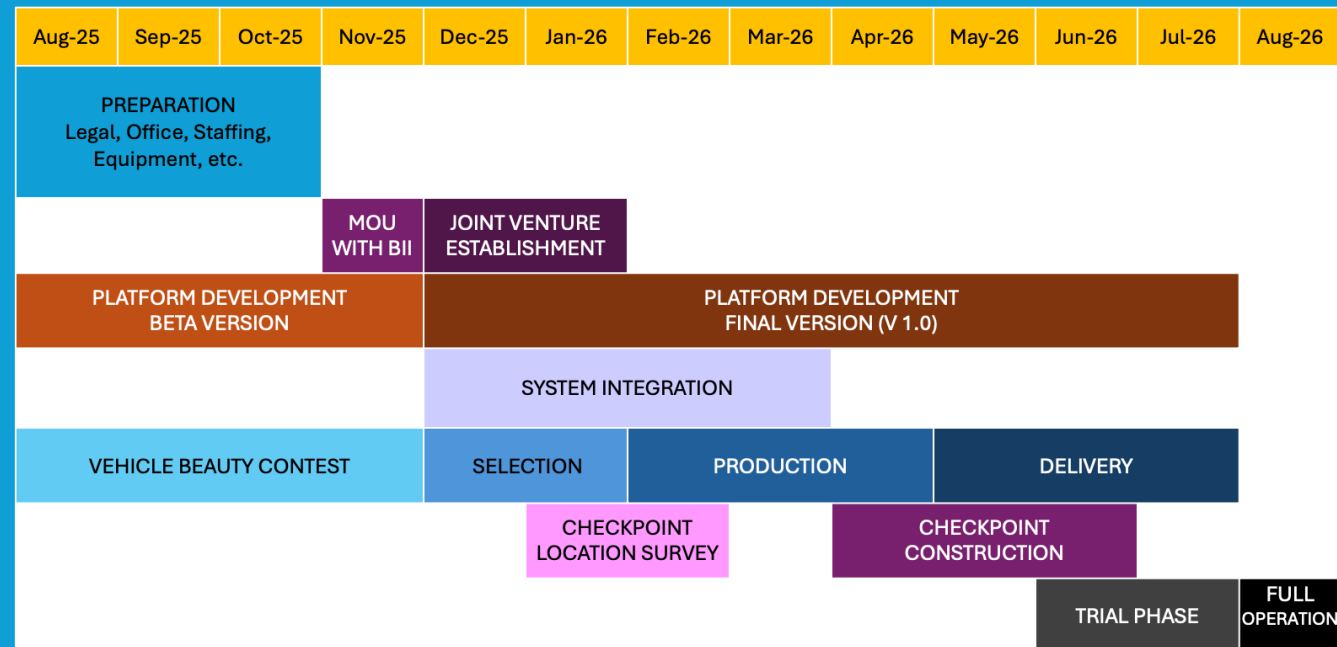 Aug-25 Sep-25 Oct-25 Nov-25 Dec-25 Jan-26 Feb-26 Mar-26 Apr-26 May-26 Jun-26 Jul-26 Aug-26
PREPARATION
Legal, Office, Staffing,
Equipment, etc.
MOU
WITH BII
JOINT VENTURE
ESTABLISHMENT
PLATFORM DEVELOPMENT
BETA VERSION
PLATFORM DEVELOPMENT
FINAL VERSION (V 1.0)
SYSTEM INTEGRATION
VEHICLE BEAUTY CONTEST
SELECTION
PRODUCTION
DELIVERY
CHECKPOINT
LOCATION SURVEY
CHECKPOINT
CONSTRUCTION
TRIAL PHASE
FULL
OPERATION